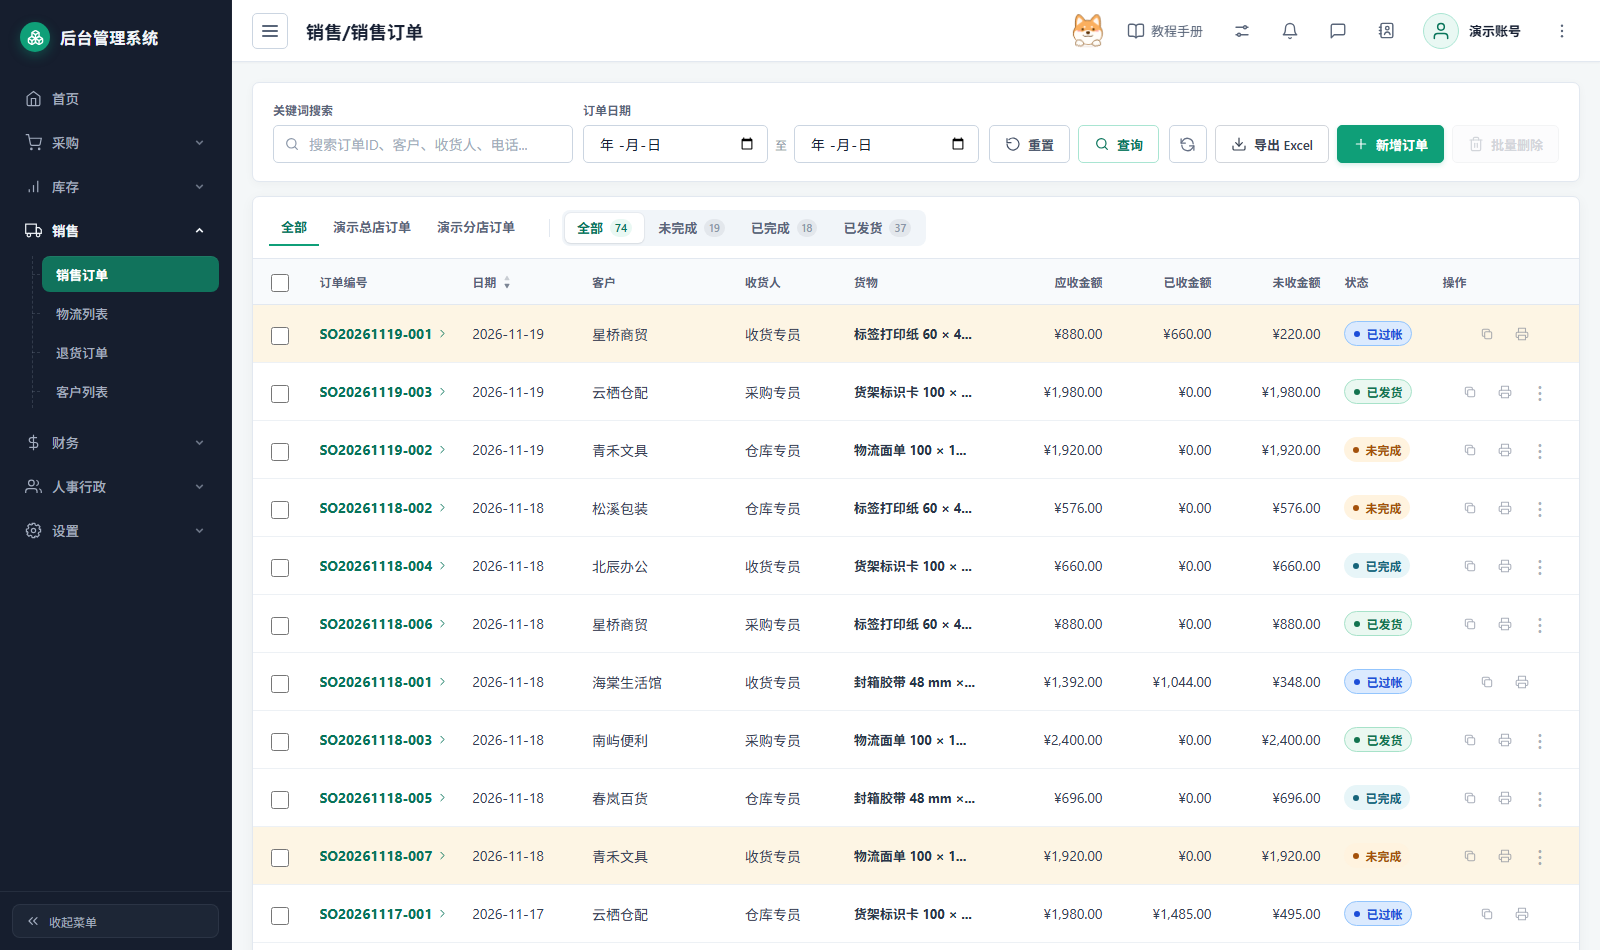 后台管理系统
首页
采购
库存
销售
销售订单
物流列表
退货订单
客户列表
财务
人事行政
设置
收起菜单
销售/销售订单
教程手册
演示账号
关键词搜索
订单日期
搜索订单ID、客户、收货人、电话...
年 -月-日
至
年 -月-日
重置
查询
导出 Excel
新增订单
批量删除
全部 演示总店订单 演示分店订单 全部 74 未完成 19 已完成 18 已发货 37
订单编号 日期 客户 收货人 货物 应收金额 已收金额 未收金额 状态 操作
SO20261119-001 2026-11-19 星桥商贸 收货专员 标签打印纸 60 × 4... ¥880.00 ¥660.00 ¥220.00 已过帐
SO20261119-003 2026-11-19 云栖仓配 采购专员 货架标识卡 100 × ... ¥1,980.00 ¥0.00 ¥1,980.00 已发货
SO20261119-002 2026-11-19 青禾文具 仓库专员 物流面单 100 × 1... ¥1,920.00 ¥0.00 ¥1,920.00 未完成
SO20261118-002 2026-11-18 松溪包装 仓库专员 标签打印纸 60 × 4... ¥576.00 ¥0.00 ¥576.00 未完成
SO20261118-004 2026-11-18 北辰办公 收货专员 货架标识卡 100 × ... ¥660.00 ¥0.00 ¥660.00 已完成
SO20261118-006 2026-11-18 星桥商贸 采购专员 标签打印纸 60 × 4... ¥880.00 ¥0.00 ¥880.00 已发货
SO20261118-001 2026-11-18 海棠生活馆 收货专员 封箱胶带 48 mm ×... ¥1,392.00 ¥1,044.00 ¥348.00 已过帐
SO20261118-003 2026-11-18 南屿便利 采购专员 物流面单 100 × 1... ¥2,400.00 ¥0.00 ¥2,400.00 已发货
SO20261118-005 2026-11-18 春岚百货 仓库专员 封箱胶带 48 mm ×... ¥696.00 ¥0.00 ¥696.00 已完成
SO20261118-007 2026-11-18 青禾文具 收货专员 物流面单 100 × 1... ¥1,920.00 ¥0.00 ¥1,920.00 未完成
SO20261117-001 2026-11-17 云栖仓配 仓库专员 货架标识卡 100 × ... ¥1,980.00 ¥1,485.00 ¥495.00 已过帐